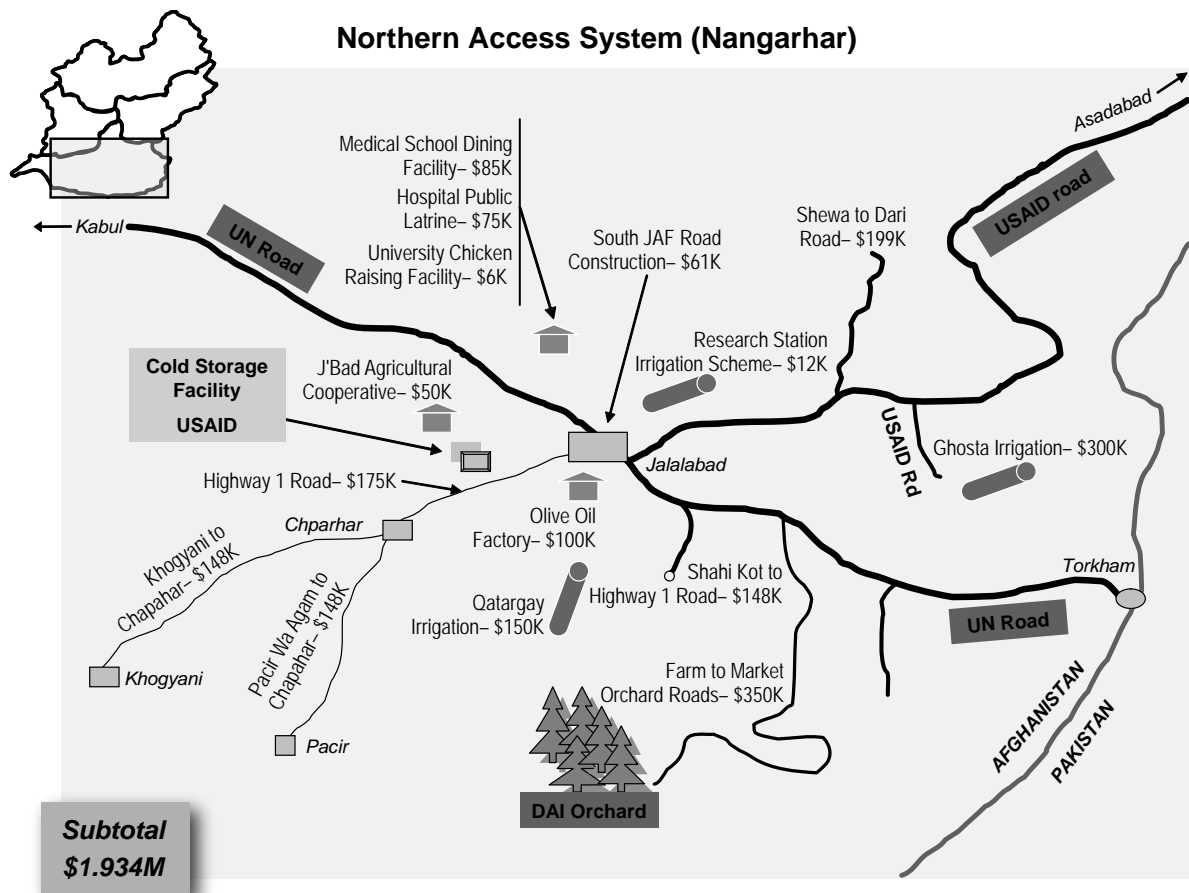 Northern Access System (Nangarhar)
Asadabad
Medical School Dining
Facility– $85K
Hospital Public
Latrine– $75K
University Chicken
Raising Facility– $6K
USAID road
Shewa to Dari
Road– $199K
Kabul
UN Road
South JAF Road
Construction– $61K
Research Station
Irrigation Scheme– $12K
Cold Storage
Facility
USAID
J'Bad Agricultural
Cooperative– $50K
USAID Rd
Ghosta Irrigation– $300K
Jalalabad
Highway 1 Road– $175K
Chparhar
Olive Oil
Factory– $100K
Khogyani to
Chapahar– $148K
Pacir Wa Agam to
Chapahar– $148K
Shahi Kot to
Highway 1 Road– $148K
Torkham
Qatargay
Irrigation– $150K
UN Road
Khogyani
Farm to Market
Orchard Roads– $350K
AFGHANISTAN
PAKISTAN
Pacir
DAI Orchard
Subtotal
$1.934M